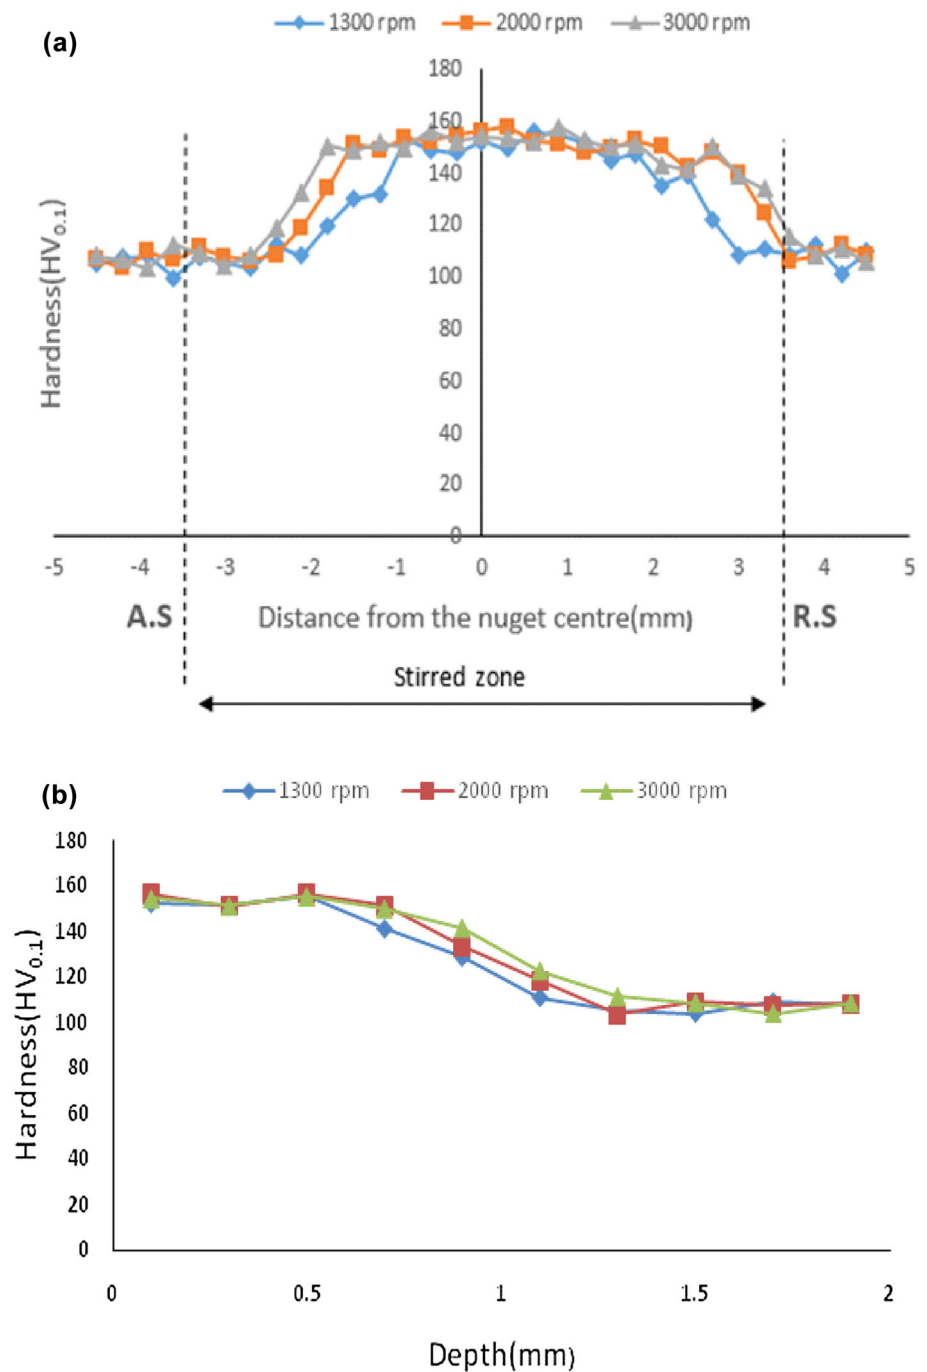 (a)
1300 rpm 2000 rpm 3000 rpm
180
160
140
120
100
80
60
40
20
0
Hardness(HV0.1)
-5 -4 -3 -2 -1 0 1 2 3 4 5
A.S Distance from the nuget centre(mm) R.S
Stirred zone
(b)
1300 rpm 2000 rpm 3000 rpm
180
160
140
120
100
80
60
40
20
0
Hardness(HV0.1)
0 0.5 1 1.5 2
Depth(mm)